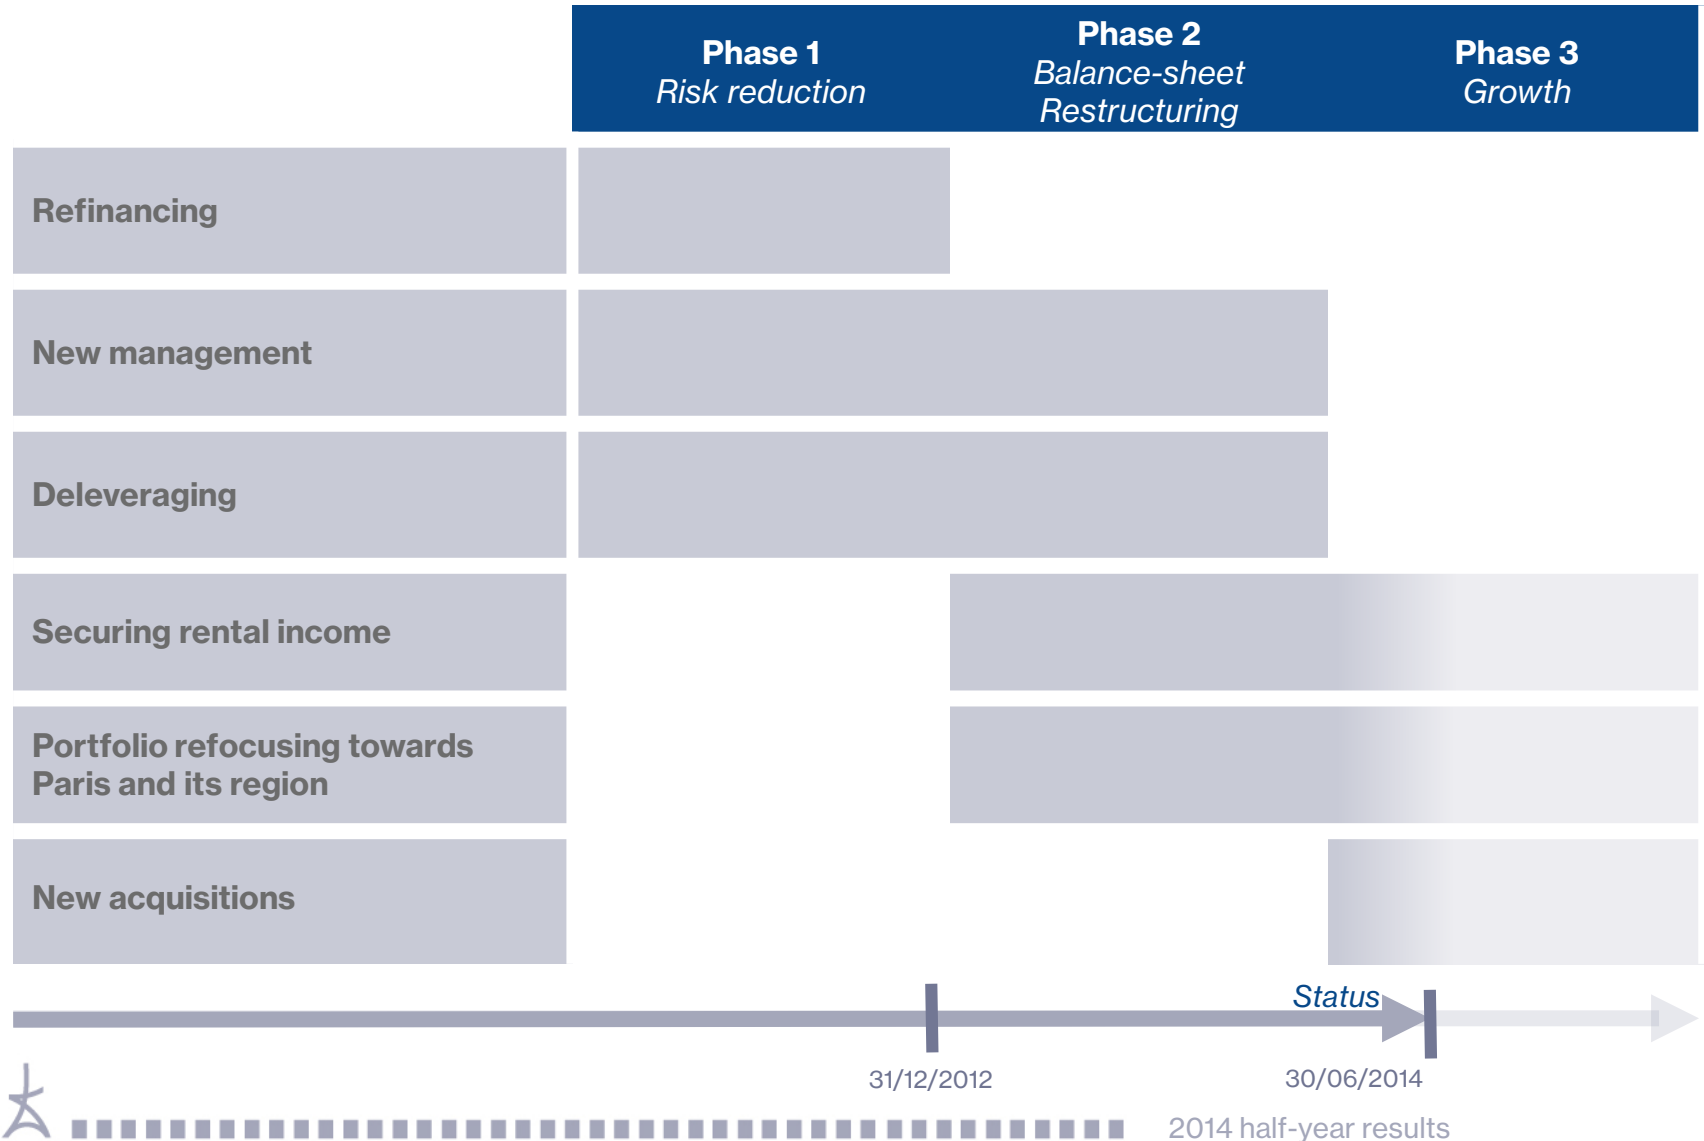 Phase 1
Risk reduction
Phase 2
Balance-sheet
Restructuring
Phase 3
Growth
Refinancing
New management
Deleveraging
Securing rental income
Portfolio refocusing towards
Paris and its region
New acquisitions
Status
31/12/2012
30/06/2014
2014 half-year results